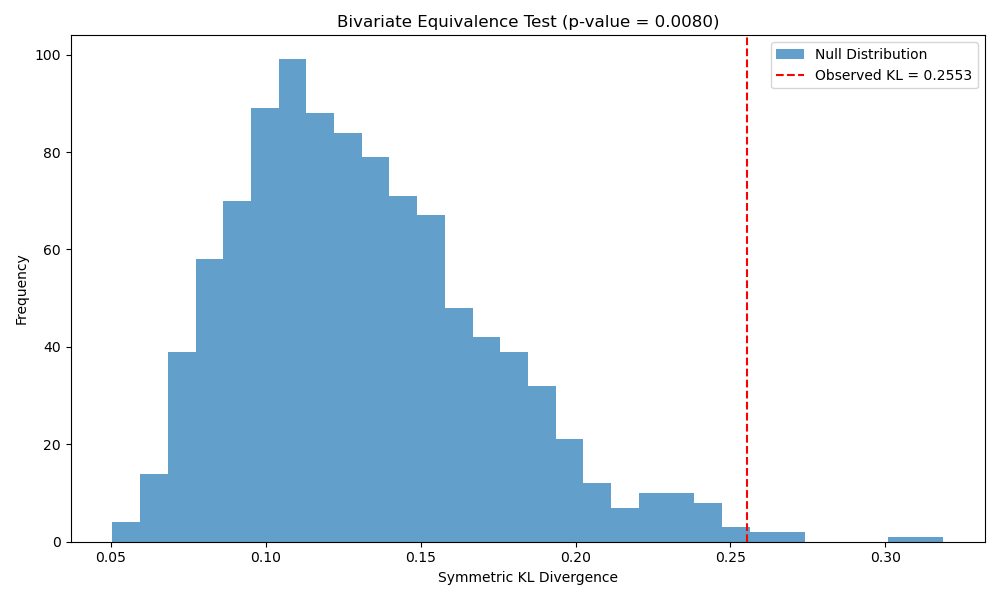 Bivariate Equivalence Test (p-value = 0.0080)
Null Distribution
Observed KL = 0.2553
Frequency
100
80
60
40
20
0
0.05 0.10 0.15 0.20 0.25 0.30
Symmetric KL Divergence